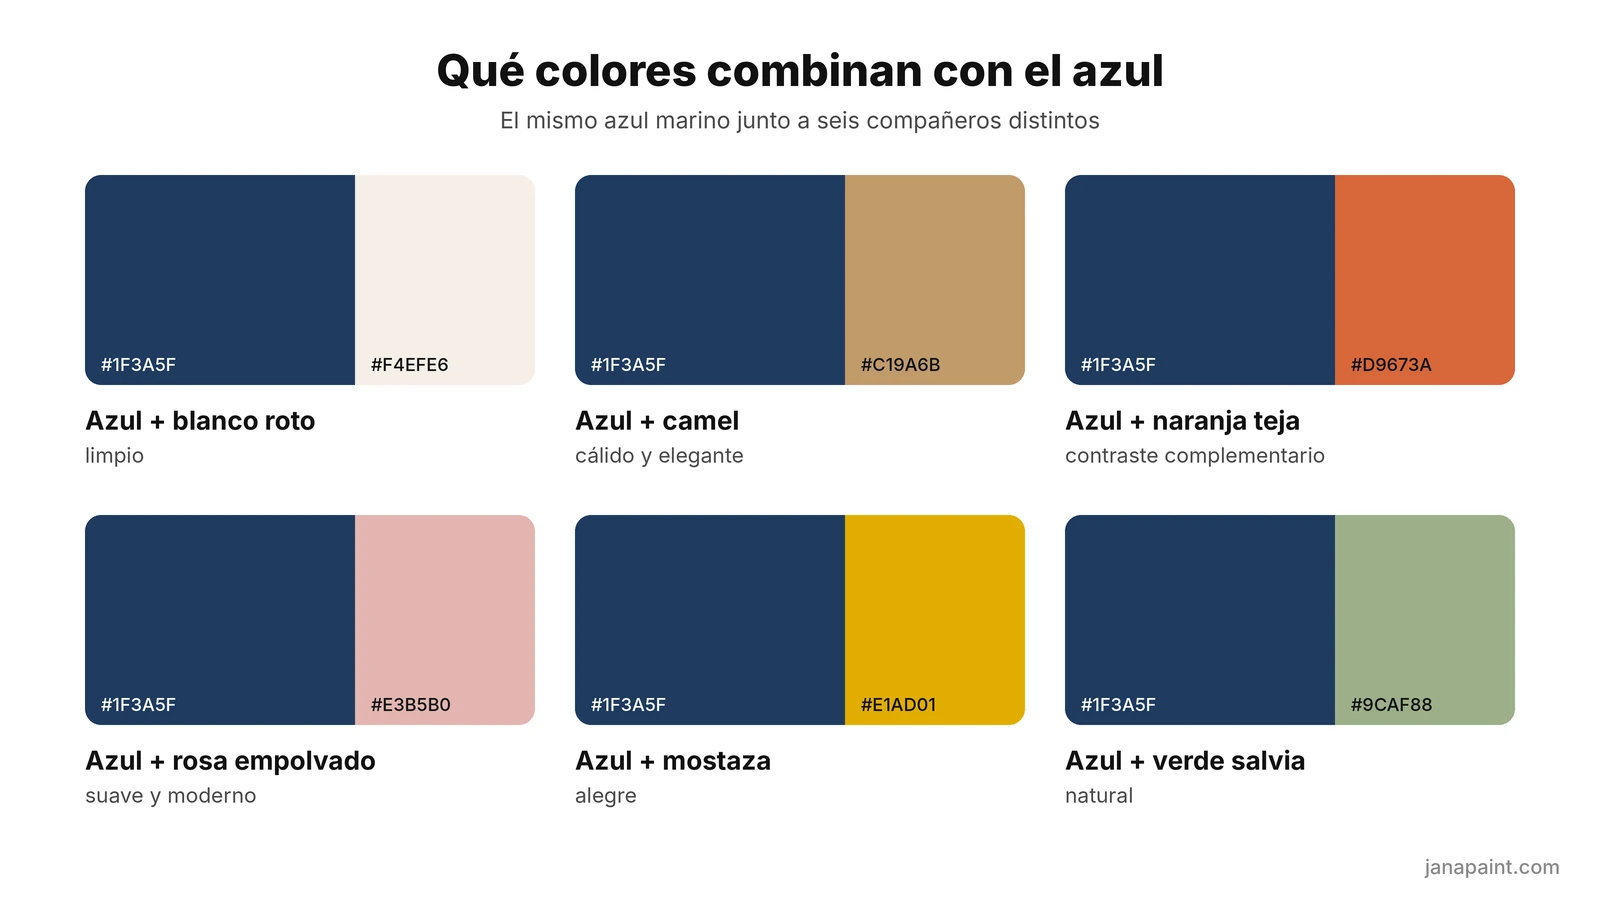 Qué colores combinan con el azul
El mismo azul marino junto a seis compañeros distintos
#1F3A5F
#F4EFE6
#1F3A5F
#C19A6B
#1F3A5F
#D9673A
Azul + blanco roto
limpio
Azul + camel
cálido y elegante
Azul + naranja teja
contraste complementario
#1F3A5F
#E3B5B0
#1F3A5F
#E1AD01
#1F3A5F
#9CAF88
Azul + rosa empolvado
suave y moderno
Azul + mostaza
alegre
Azul + verde salvia
natural
janapaint.com